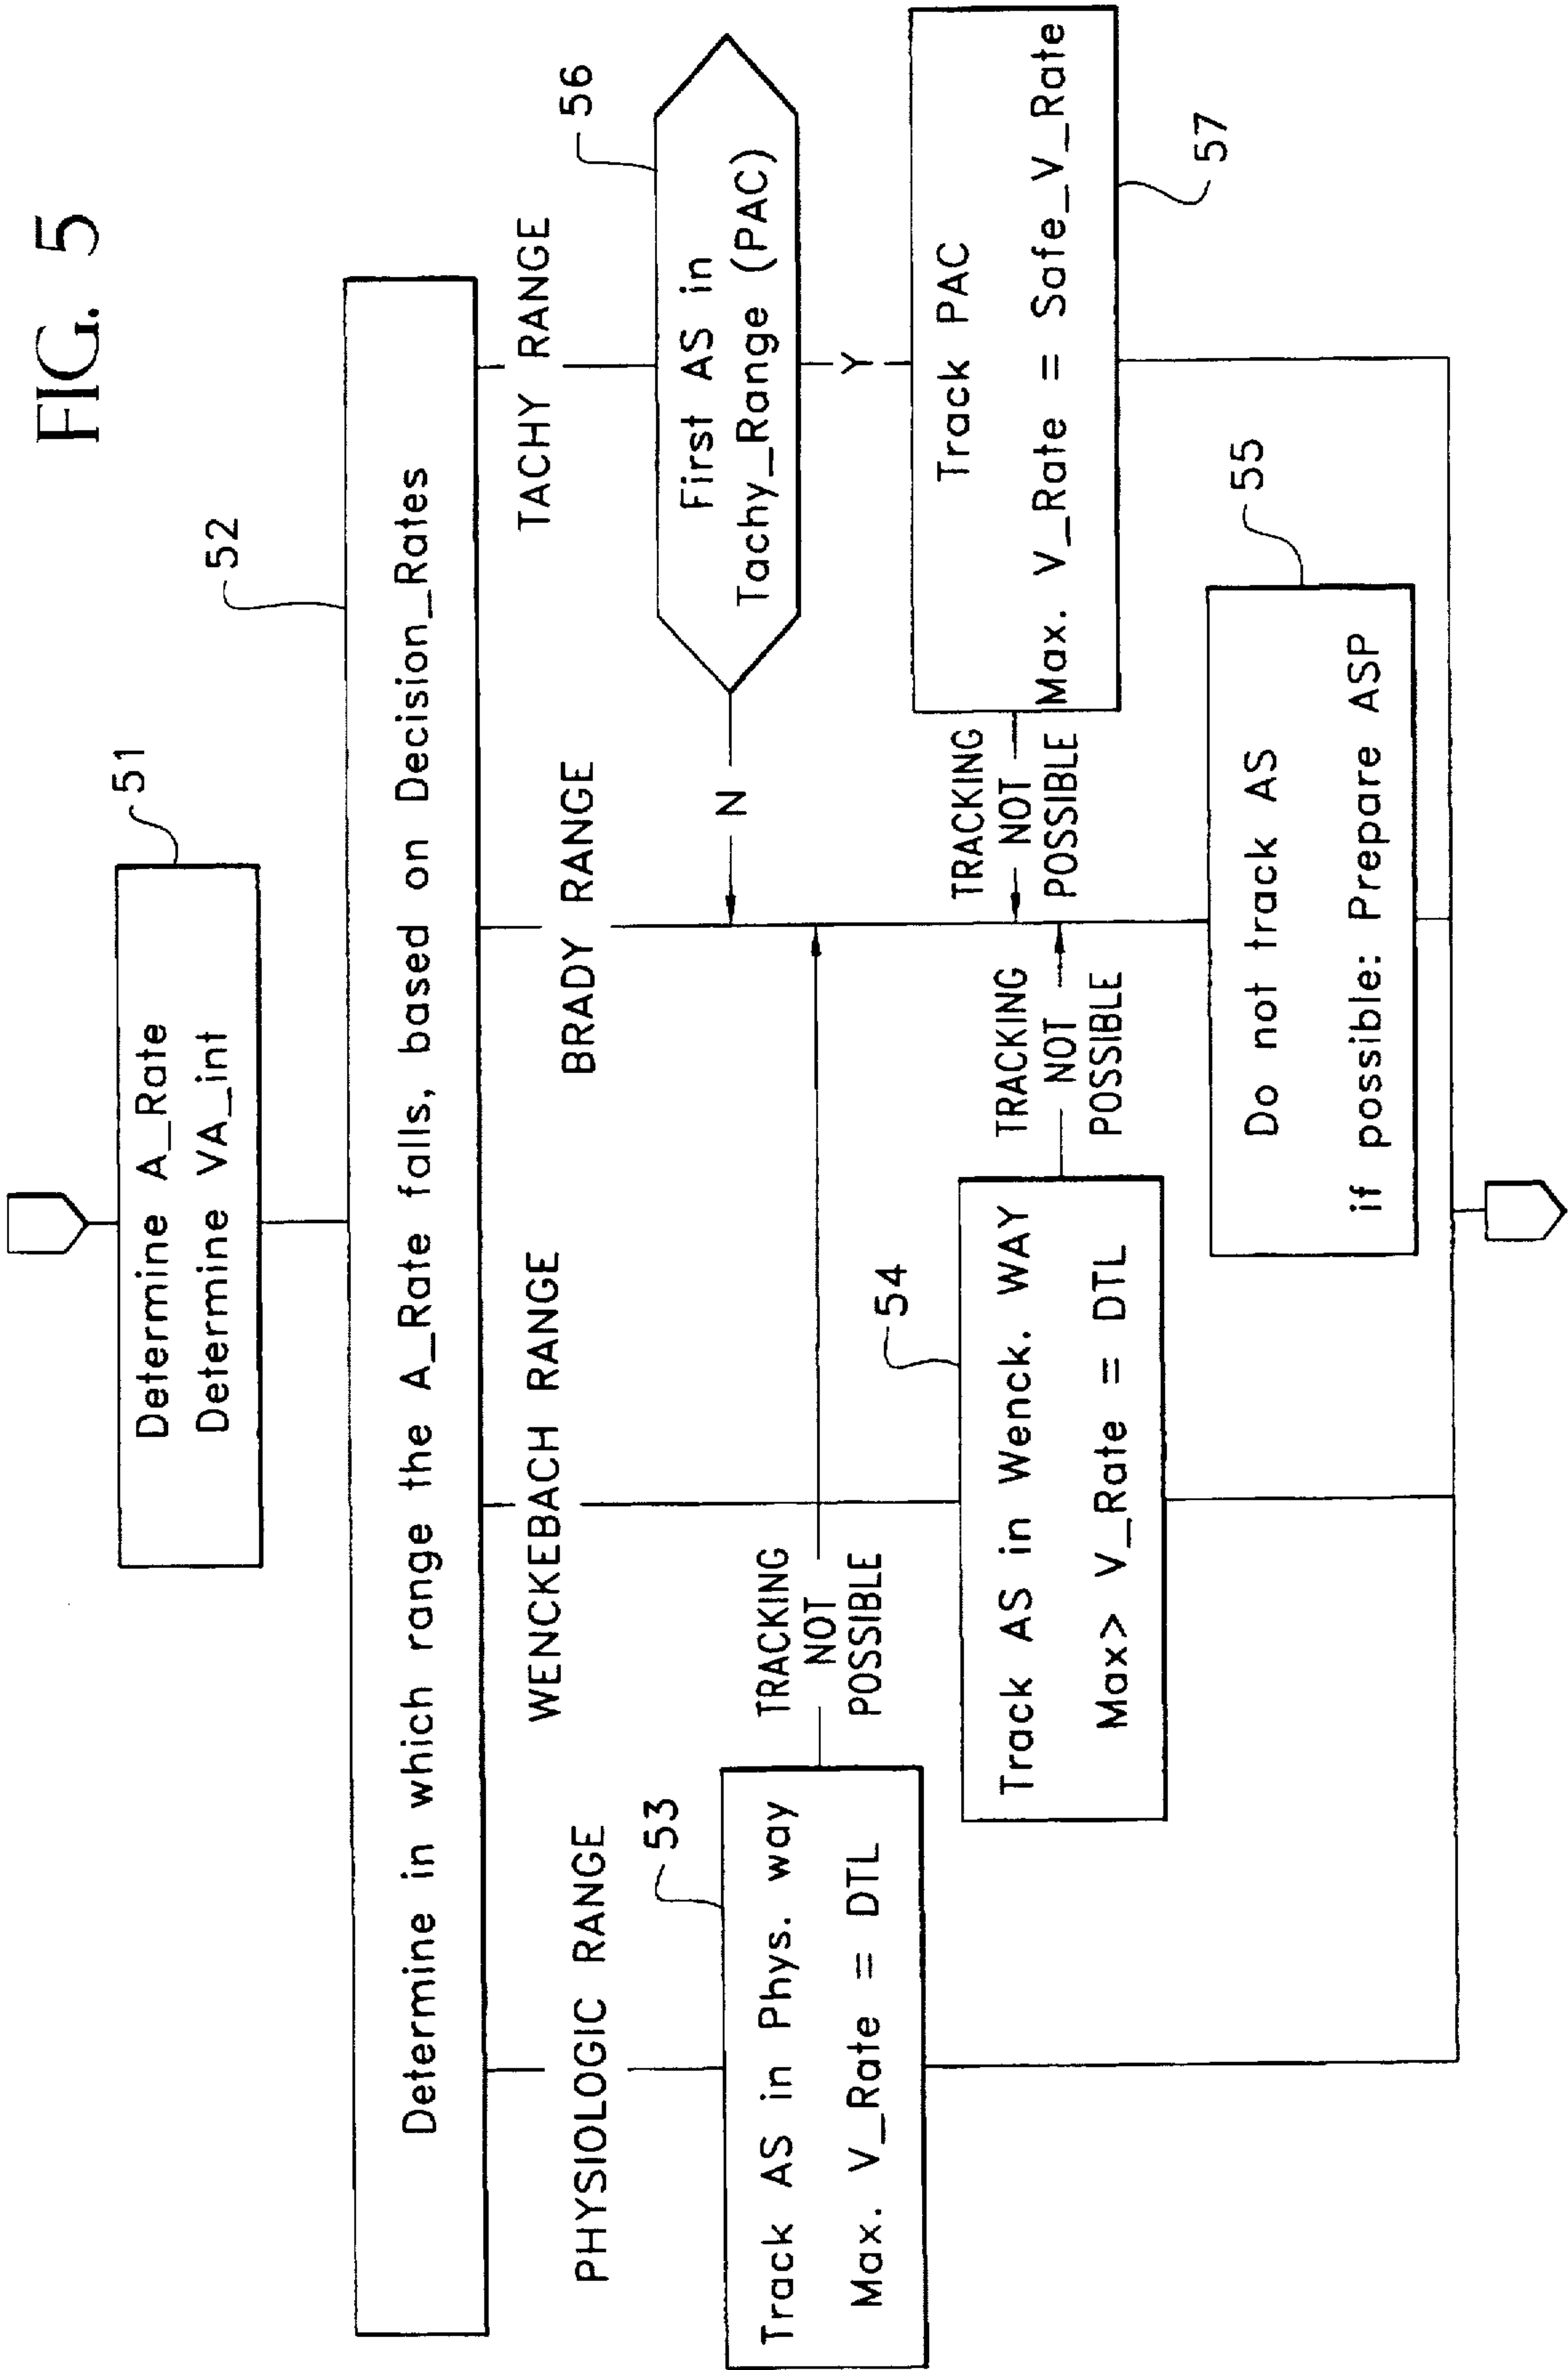 FIG. 5
51
Determine A_Rate
Determine VA_int
52
Determine in which range the A_Rate falls, based on Decision_Rates
PHYSIOLOGIC RANGE
WENCKEBACH RANGE
BRADY RANGE
TACHY RANGE
53
Track AS in Phys. way
Max. V_Rate = DTL
TRACKING
NOT
POSSIBLE
56
First AS in
Tachy_Range (PAC)
N
Y
54
Track AS in Wenck. WAY
Max> V_Rate = DTL
TRACKING
NOT
POSSIBLE
TRACKING
NOT
POSSIBLE
Track PAC
Max. V_Rate = Safe_V_Rate
57
55
Do not track AS
if possible: Prepare ASP